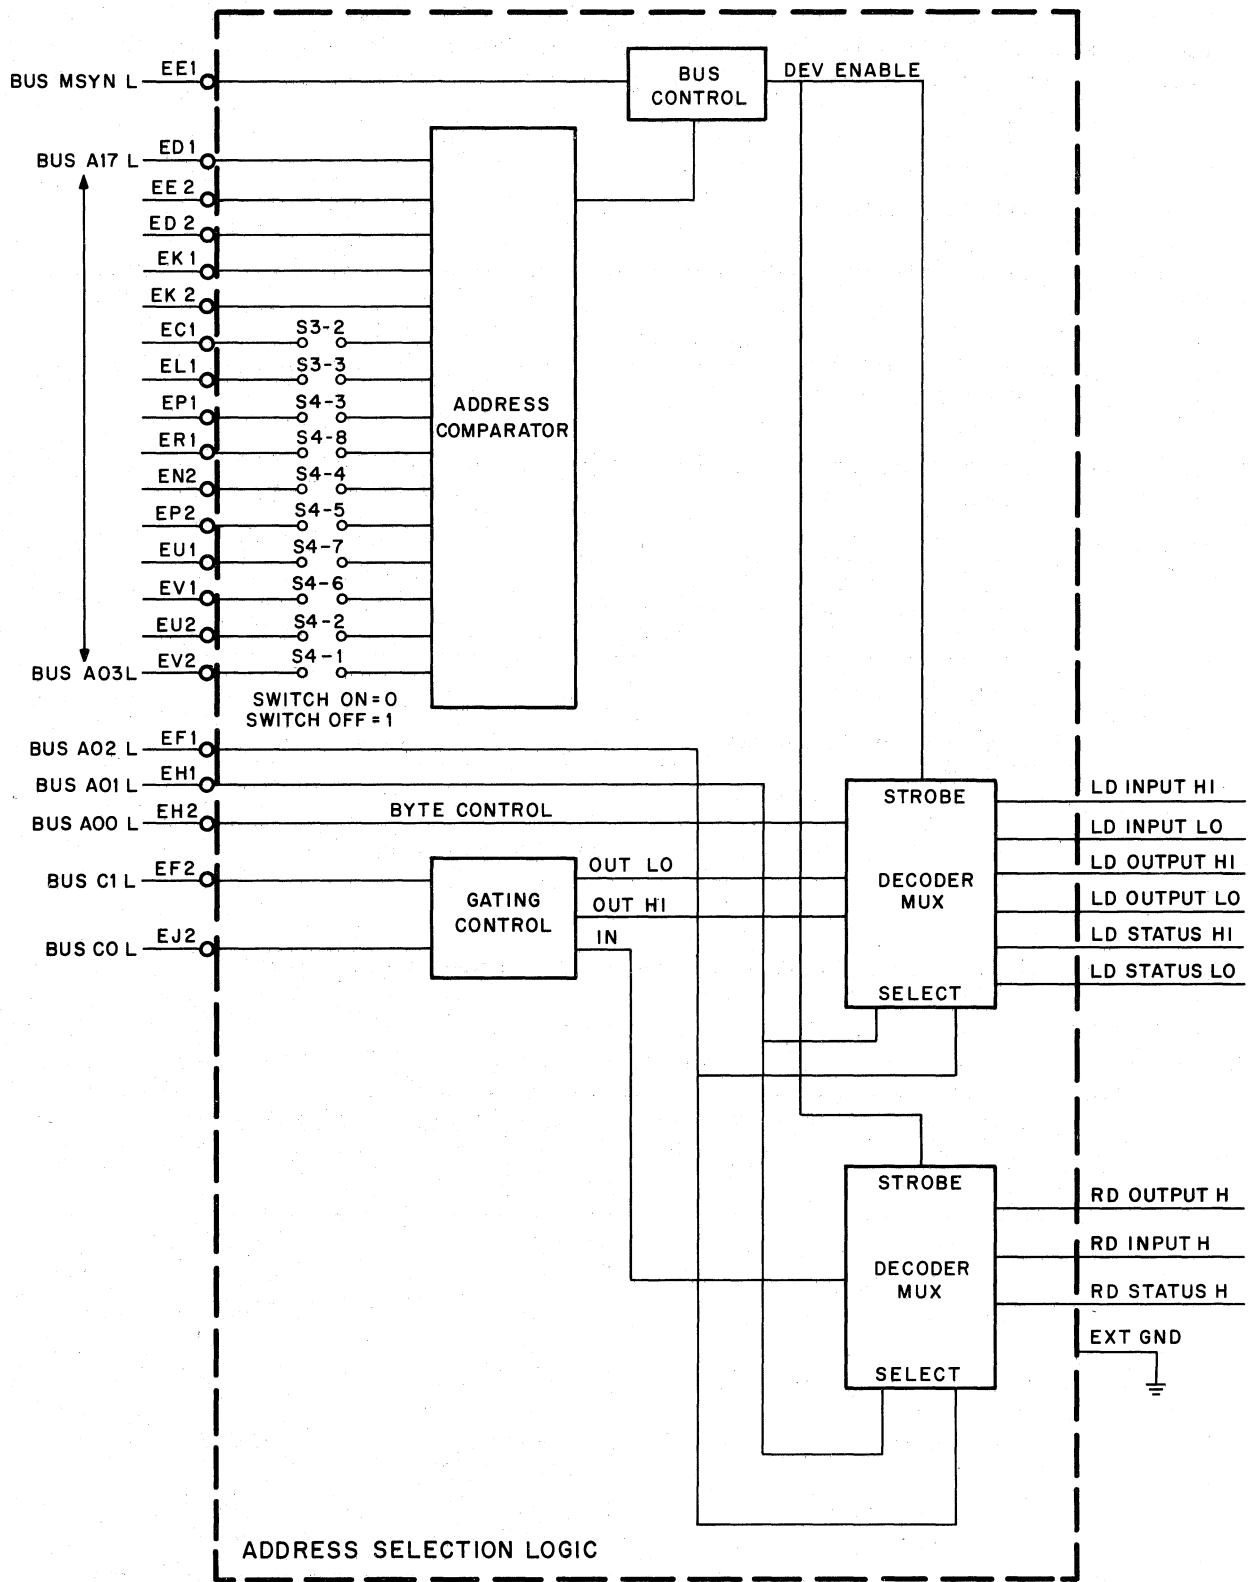 BUS MSYN L
EE1
BUS CONTROL
DEV ENABLE
BUS A17 L
ED1
EE2
ED2
EK1
EK2
EC1
S3-2
EL1
S3-3
EP1
S4-3
ER1
S4-8
EN2
S4-4
EP2
S4-5
EU1
S4-7
EV1
S4-6
EU2
S4-2
BUS A03L
EV2
S4-1
ADDRESS
COMPARATOR
SWITCH ON=0
SWITCH OFF=1
BUS A02 L
EF1
BUS A01 L
EH1
BUS A00 L
EH2
BYTE CONTROL
BUS C1 L
EF2
BUS C0 L
EJ2
GATING
CONTROL
OUT LO
OUT HI
IN
STROBE
DECODER
MUX
SELECT
LD INPUT HI
LD INPUT LO
LD OUTPUT HI
LD OUTPUT LO
LD STATUS HI
LD STATUS LO
STROBE
DECODER
MUX
SELECT
RD OUTPUT H
RD INPUT H
RD STATUS H
EXT GND
ADDRESS SELECTION LOGIC